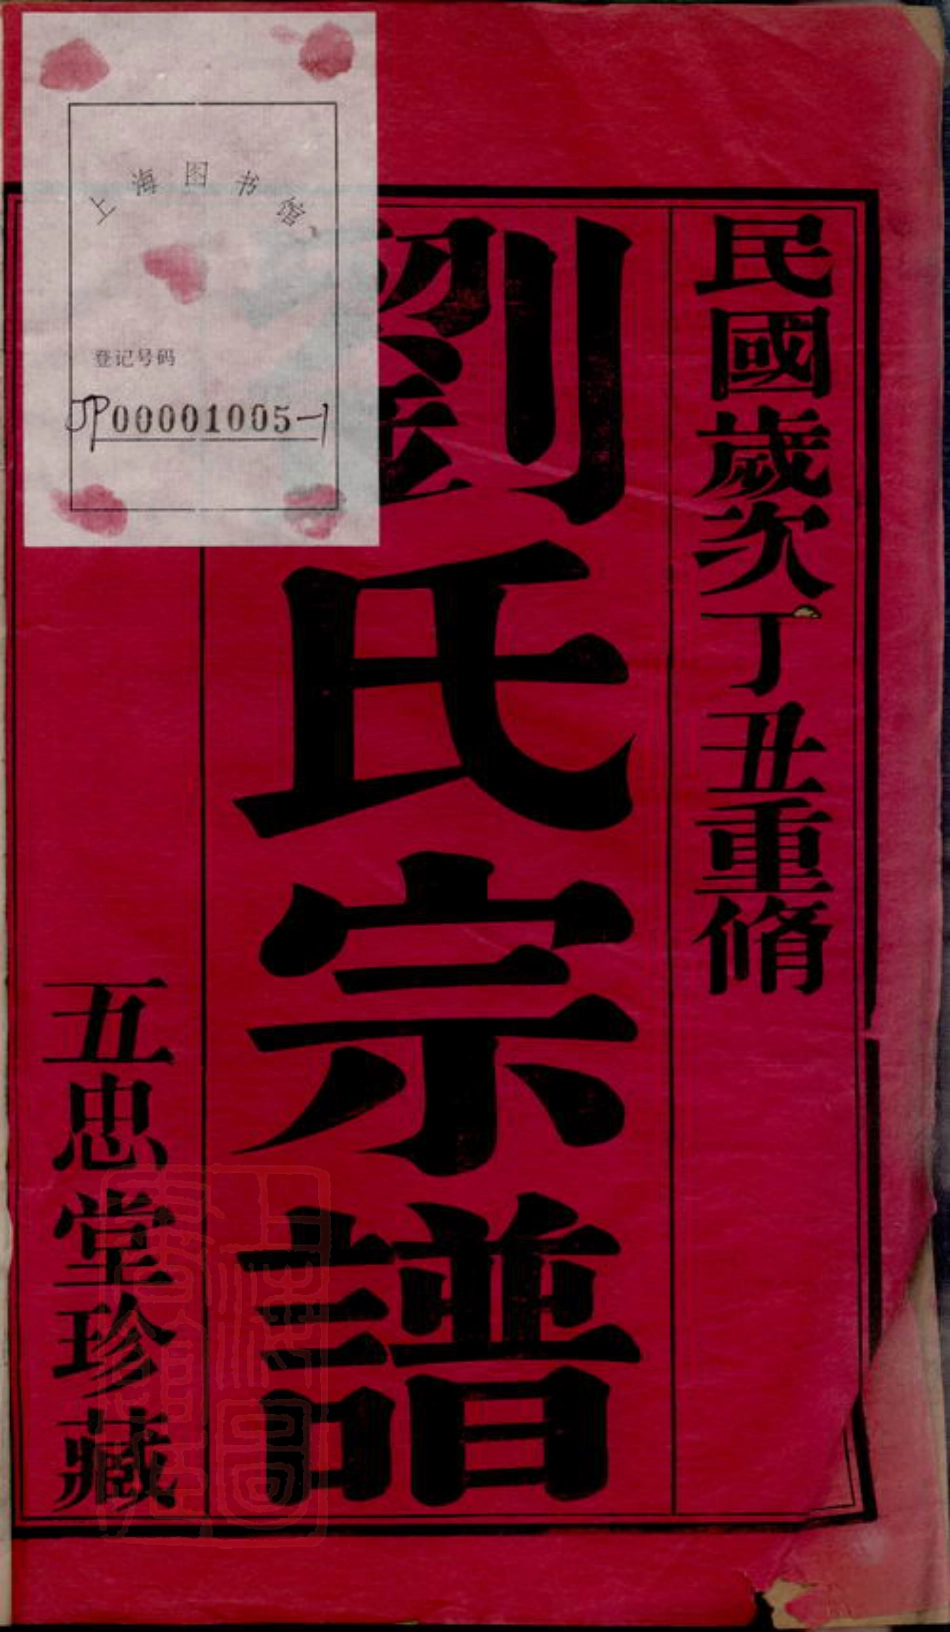 民國歲次丁丑重脩
劉氏宗譜
五忠堂珍藏
上海图书馆
登记号码
JP00001005-1